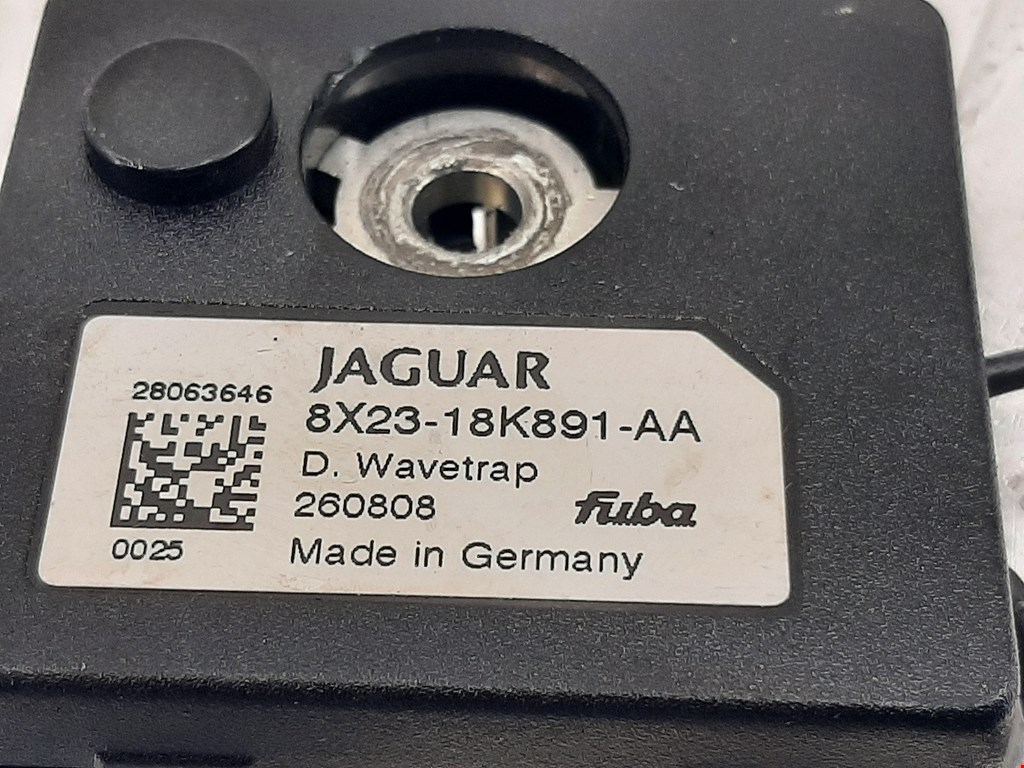 JAGUAR
28063646
8X23-18K891-AA
D. Wavetrap
260808
fuba
0025
Made in Germany